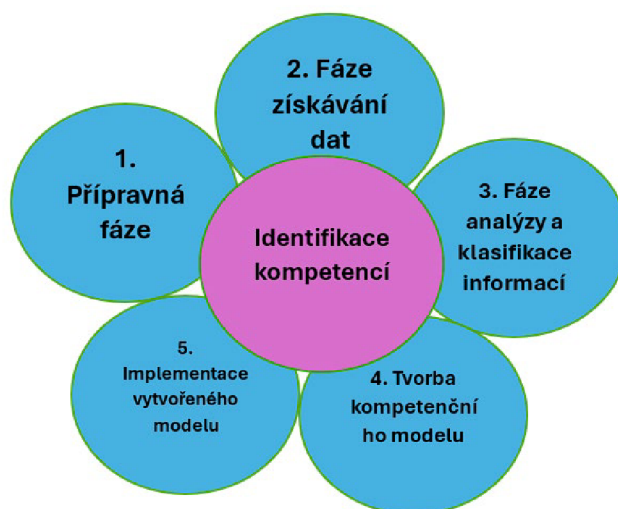 1.
Přípravná
fáze
2. Fáze
získávání
dat
3. Fáze
analýzy a
klasifikace
informací
4. Tvorba
kompetenční
ho modelu
5.
Implementace
vytvořeného
modelu
Identifikace
kompetencí